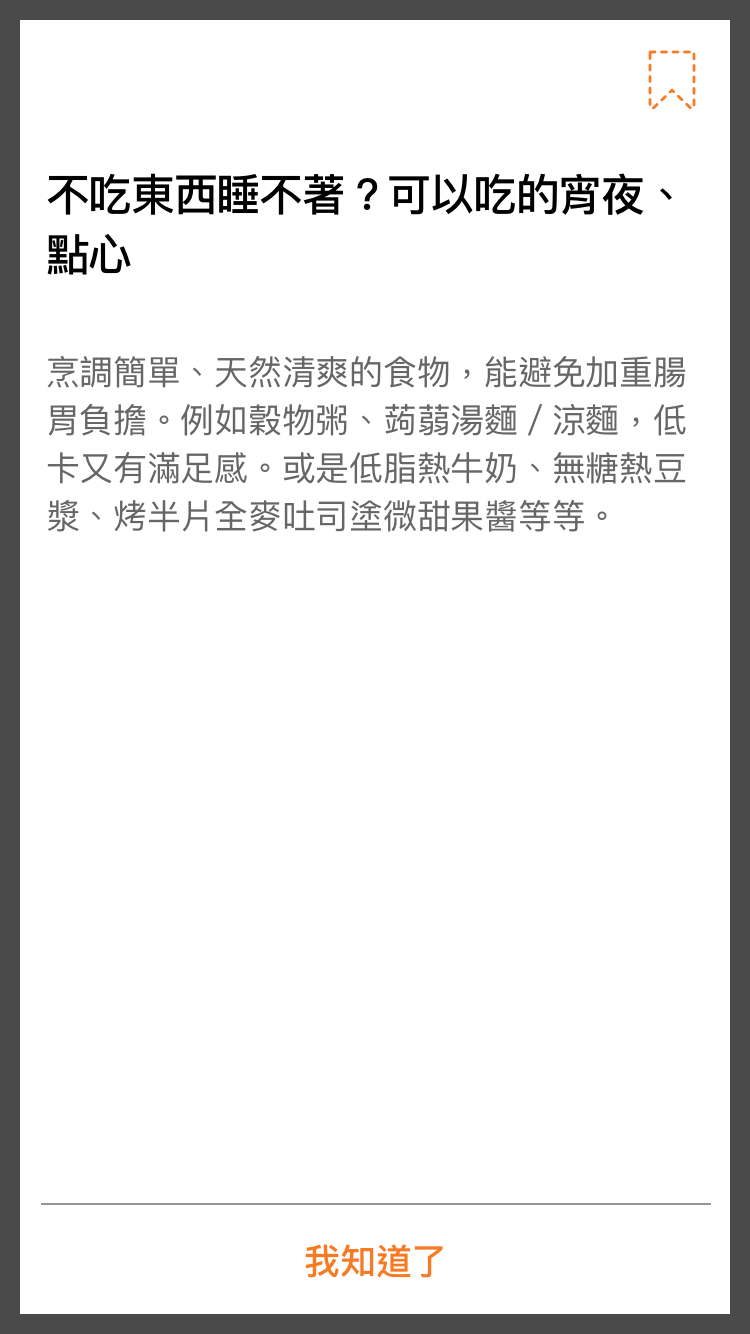 不吃東西睡不著？可以吃的宵夜、
點心
烹調簡單、天然清爽的食物，能避免加重腸
胃負擔。例如穀物粥、蒟蒻湯麵／涼麵，低
卡又有滿足感。或是低脂熱牛奶、無糖熱豆
漿、烤半片全麥吐司塗微甜果醬等等。
我知道了